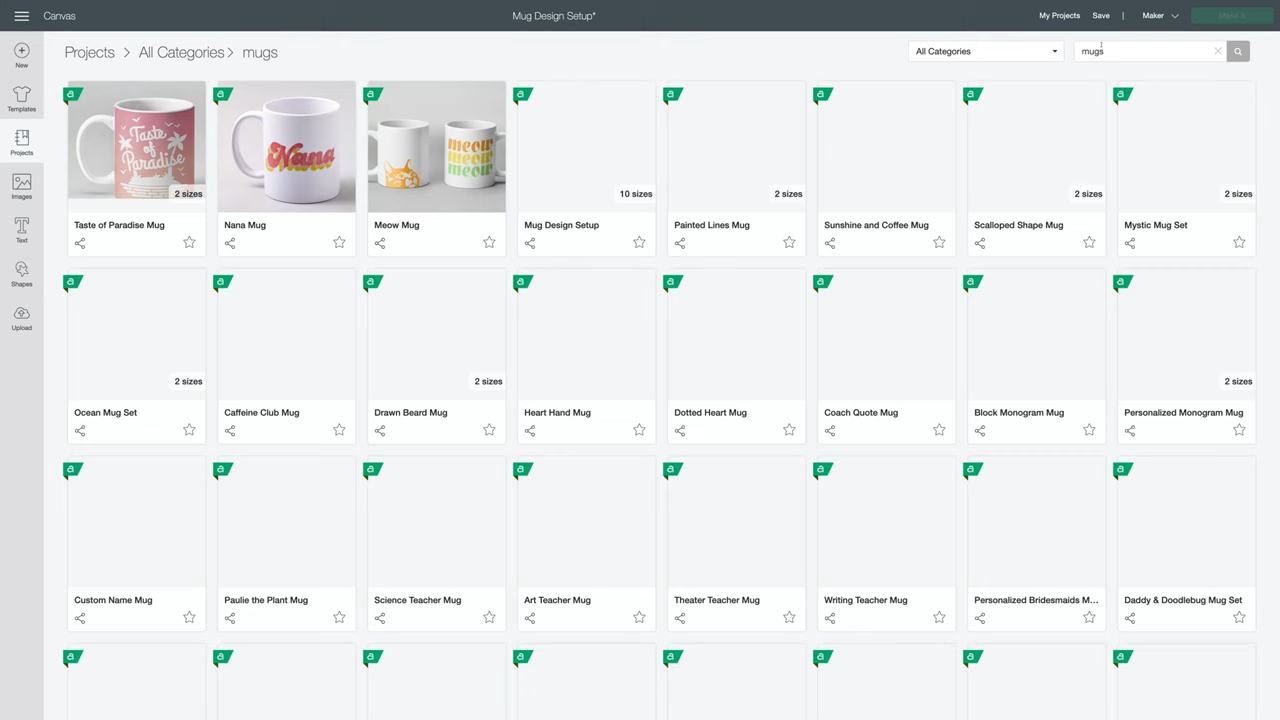 Canvas
Mug Design Setup*
My Projects Save | Maker Make It
New
Templates
Projects
Images
Text
Shapes
Upload
Projects > All Categories > mugs
All Categories
mugs
Taste of Paradise
2 sizes
Nana
meow
meow
meow
10 sizes
2 sizes
2 sizes
2 sizes
Taste of Paradise Mug
Nana Mug
Meow Mug
Mug Design Setup
Painted Lines Mug
Sunshine and Coffee Mug
Scalloped Shape Mug
Mystic Mug Set
2 sizes
2 sizes
2 sizes
Ocean Mug Set
Caffeine Club Mug
Drawn Beard Mug
Heart Hand Mug
Dotted Heart Mug
Coach Quote Mug
Block Monogram Mug
Personalized Monogram Mug
Custom Name Mug
Paulie the Plant Mug
Science Teacher Mug
Art Teacher Mug
Theater Teacher Mug
Writing Teacher Mug
Personalized Bridesmaids M...
Daddy & Doodlebug Mug Set